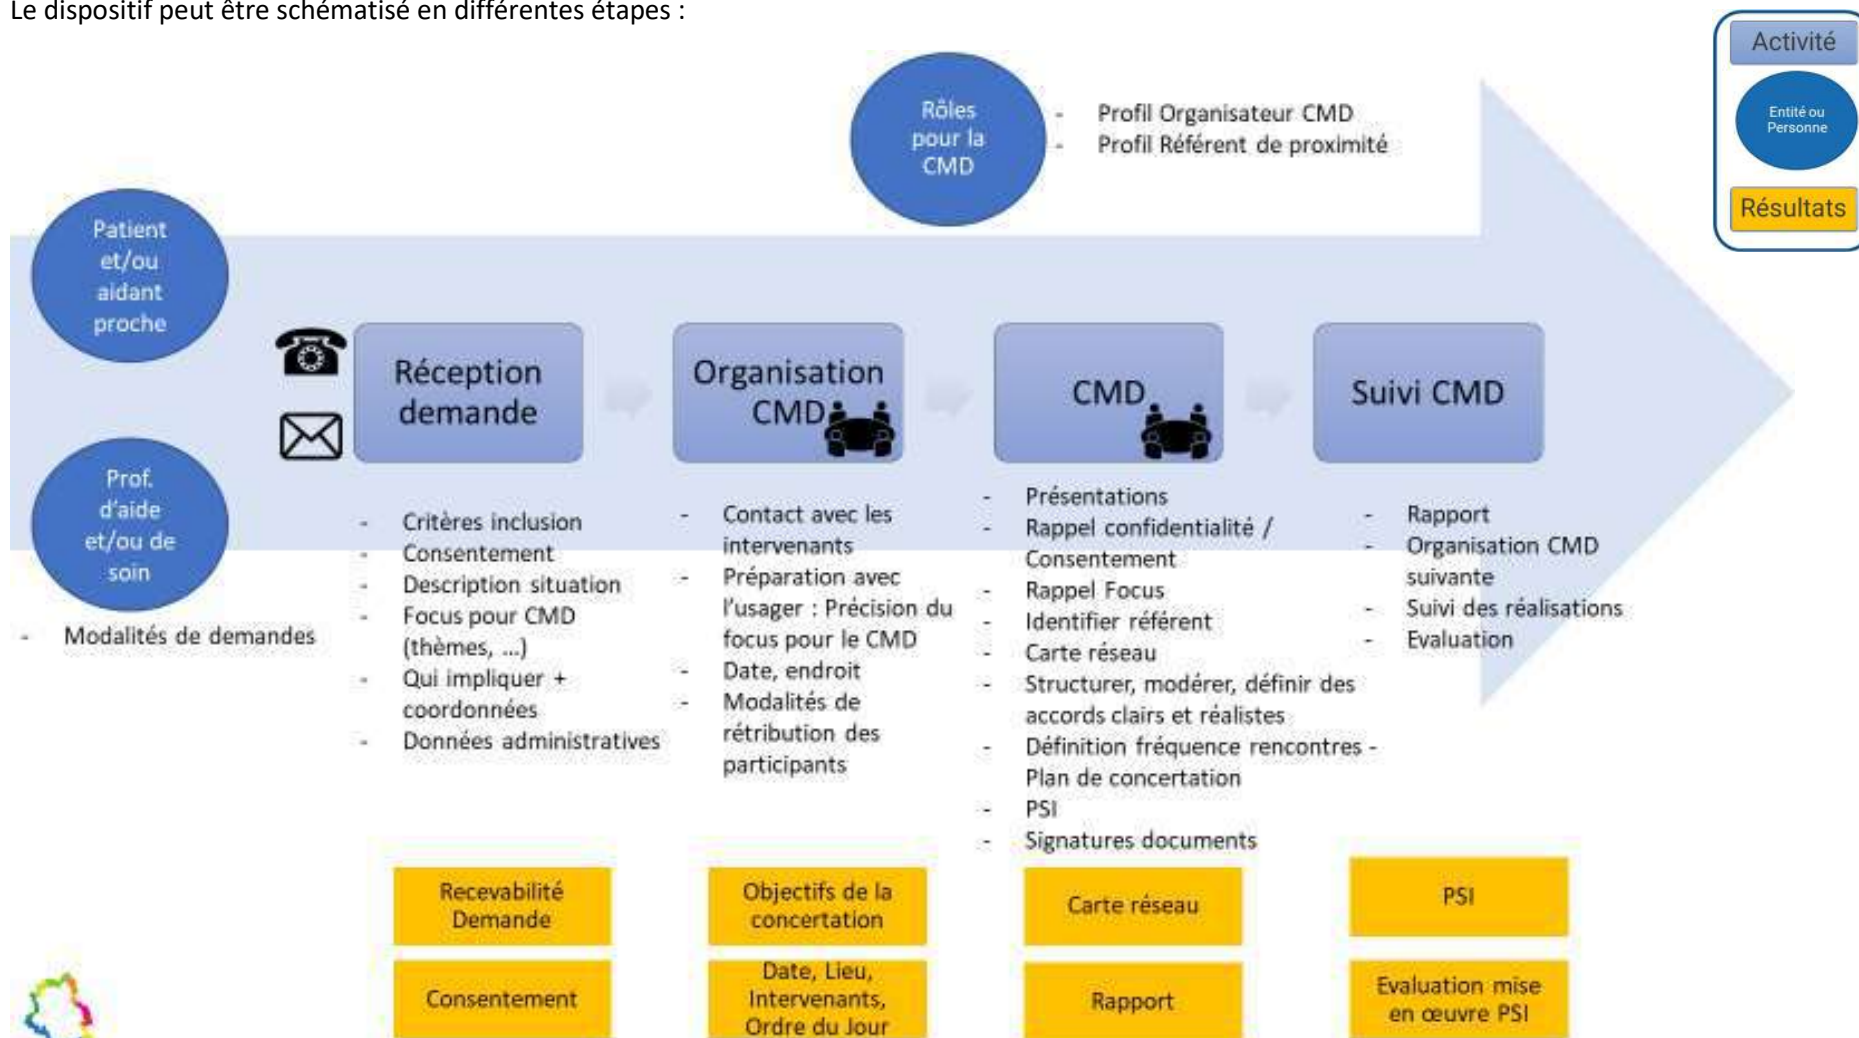 Le dispositif peut être schématisé en différentes étapes :
Activité
Entité ou
Personne
Résultats
Rôles
pour la
CMD
- Profil Organisateur CMD
- Profil Référent de proximité
Patient
et/ou
aidant
proche
Prof.
d'aide
et/ou de
soin
- Modalités de demandes
Réception
demande
- Critères inclusion
- Consentement
- Description situation
- Focus pour CMD
(thèmes, ...)
- Qui impliquer +
coordonnées
- Données administratives
Organisation
CMD
- Contact avec les
intervenants
- Préparation avec
l'usager : Précision du
focus pour le CMD
- Date, endroit
- Modalités de
rétribution des
participants
CMD
- Présentations
- Rappel confidentialité /
Consentement
- Rappel Focus
- Identifier référent
- Carte réseau
- Structurer, modérer, définir des
accords clairs et réalistes
- Définition fréquence rencontres -
Plan de concertation
- PSI
- Signatures documents
Suivi CMD
- Rapport
- Organisation CMD
suivante
- Suivi des réalisations
- Evaluation
Recevabilité
Demande
Objectifs de la
concertation
Carte réseau
PSI
Consentement
Date, Lieu,
Intervenants,
Ordre du Jour
Rapport
Evaluation mise
en œuvre PSI